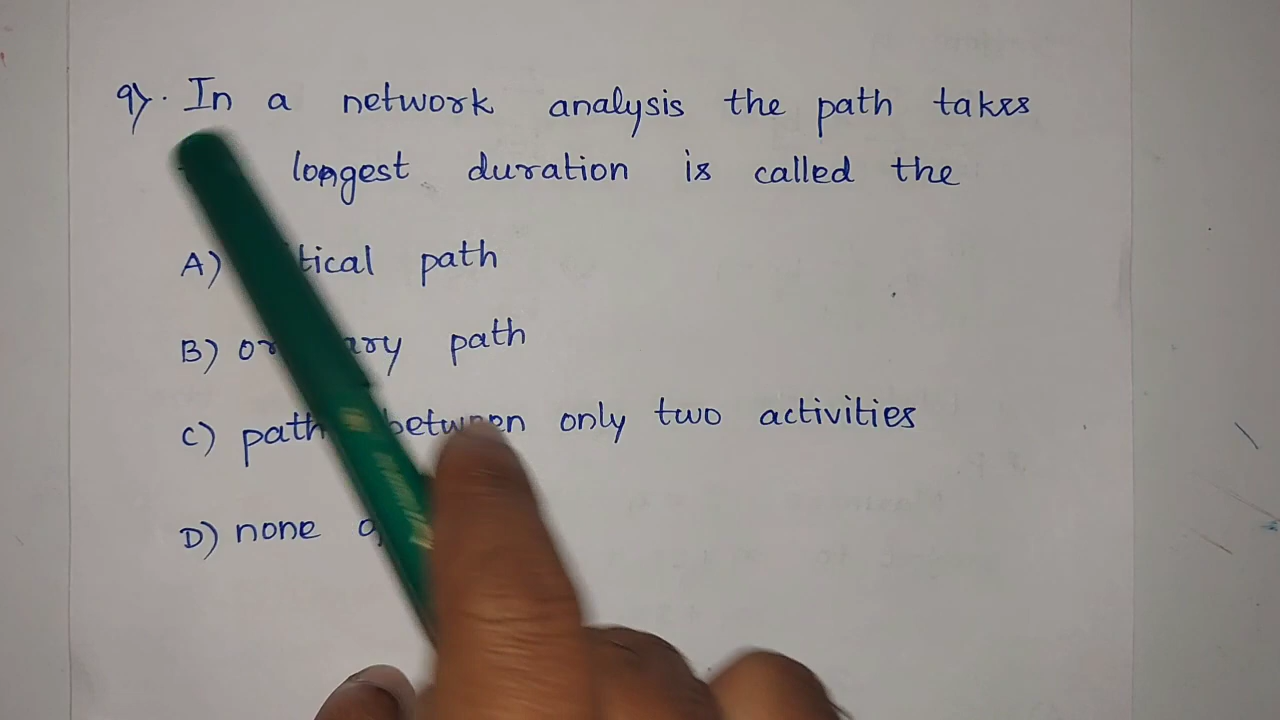 9). In a network analysis the path takes
longest duration is called the
A) path
B) path
C) path between only two activities
D) none